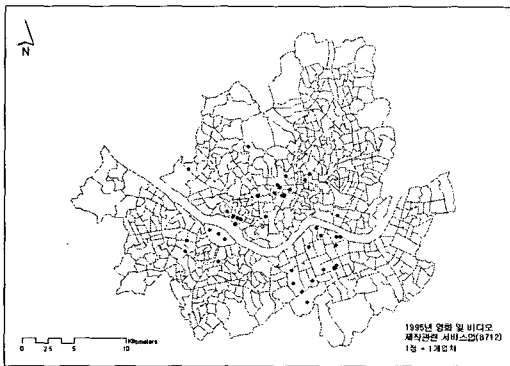 N
0 2.5 5 10
Kilometers
1995년 영화 및 비디오
제작관련 서비스업(8712)
1점 = 1개업체